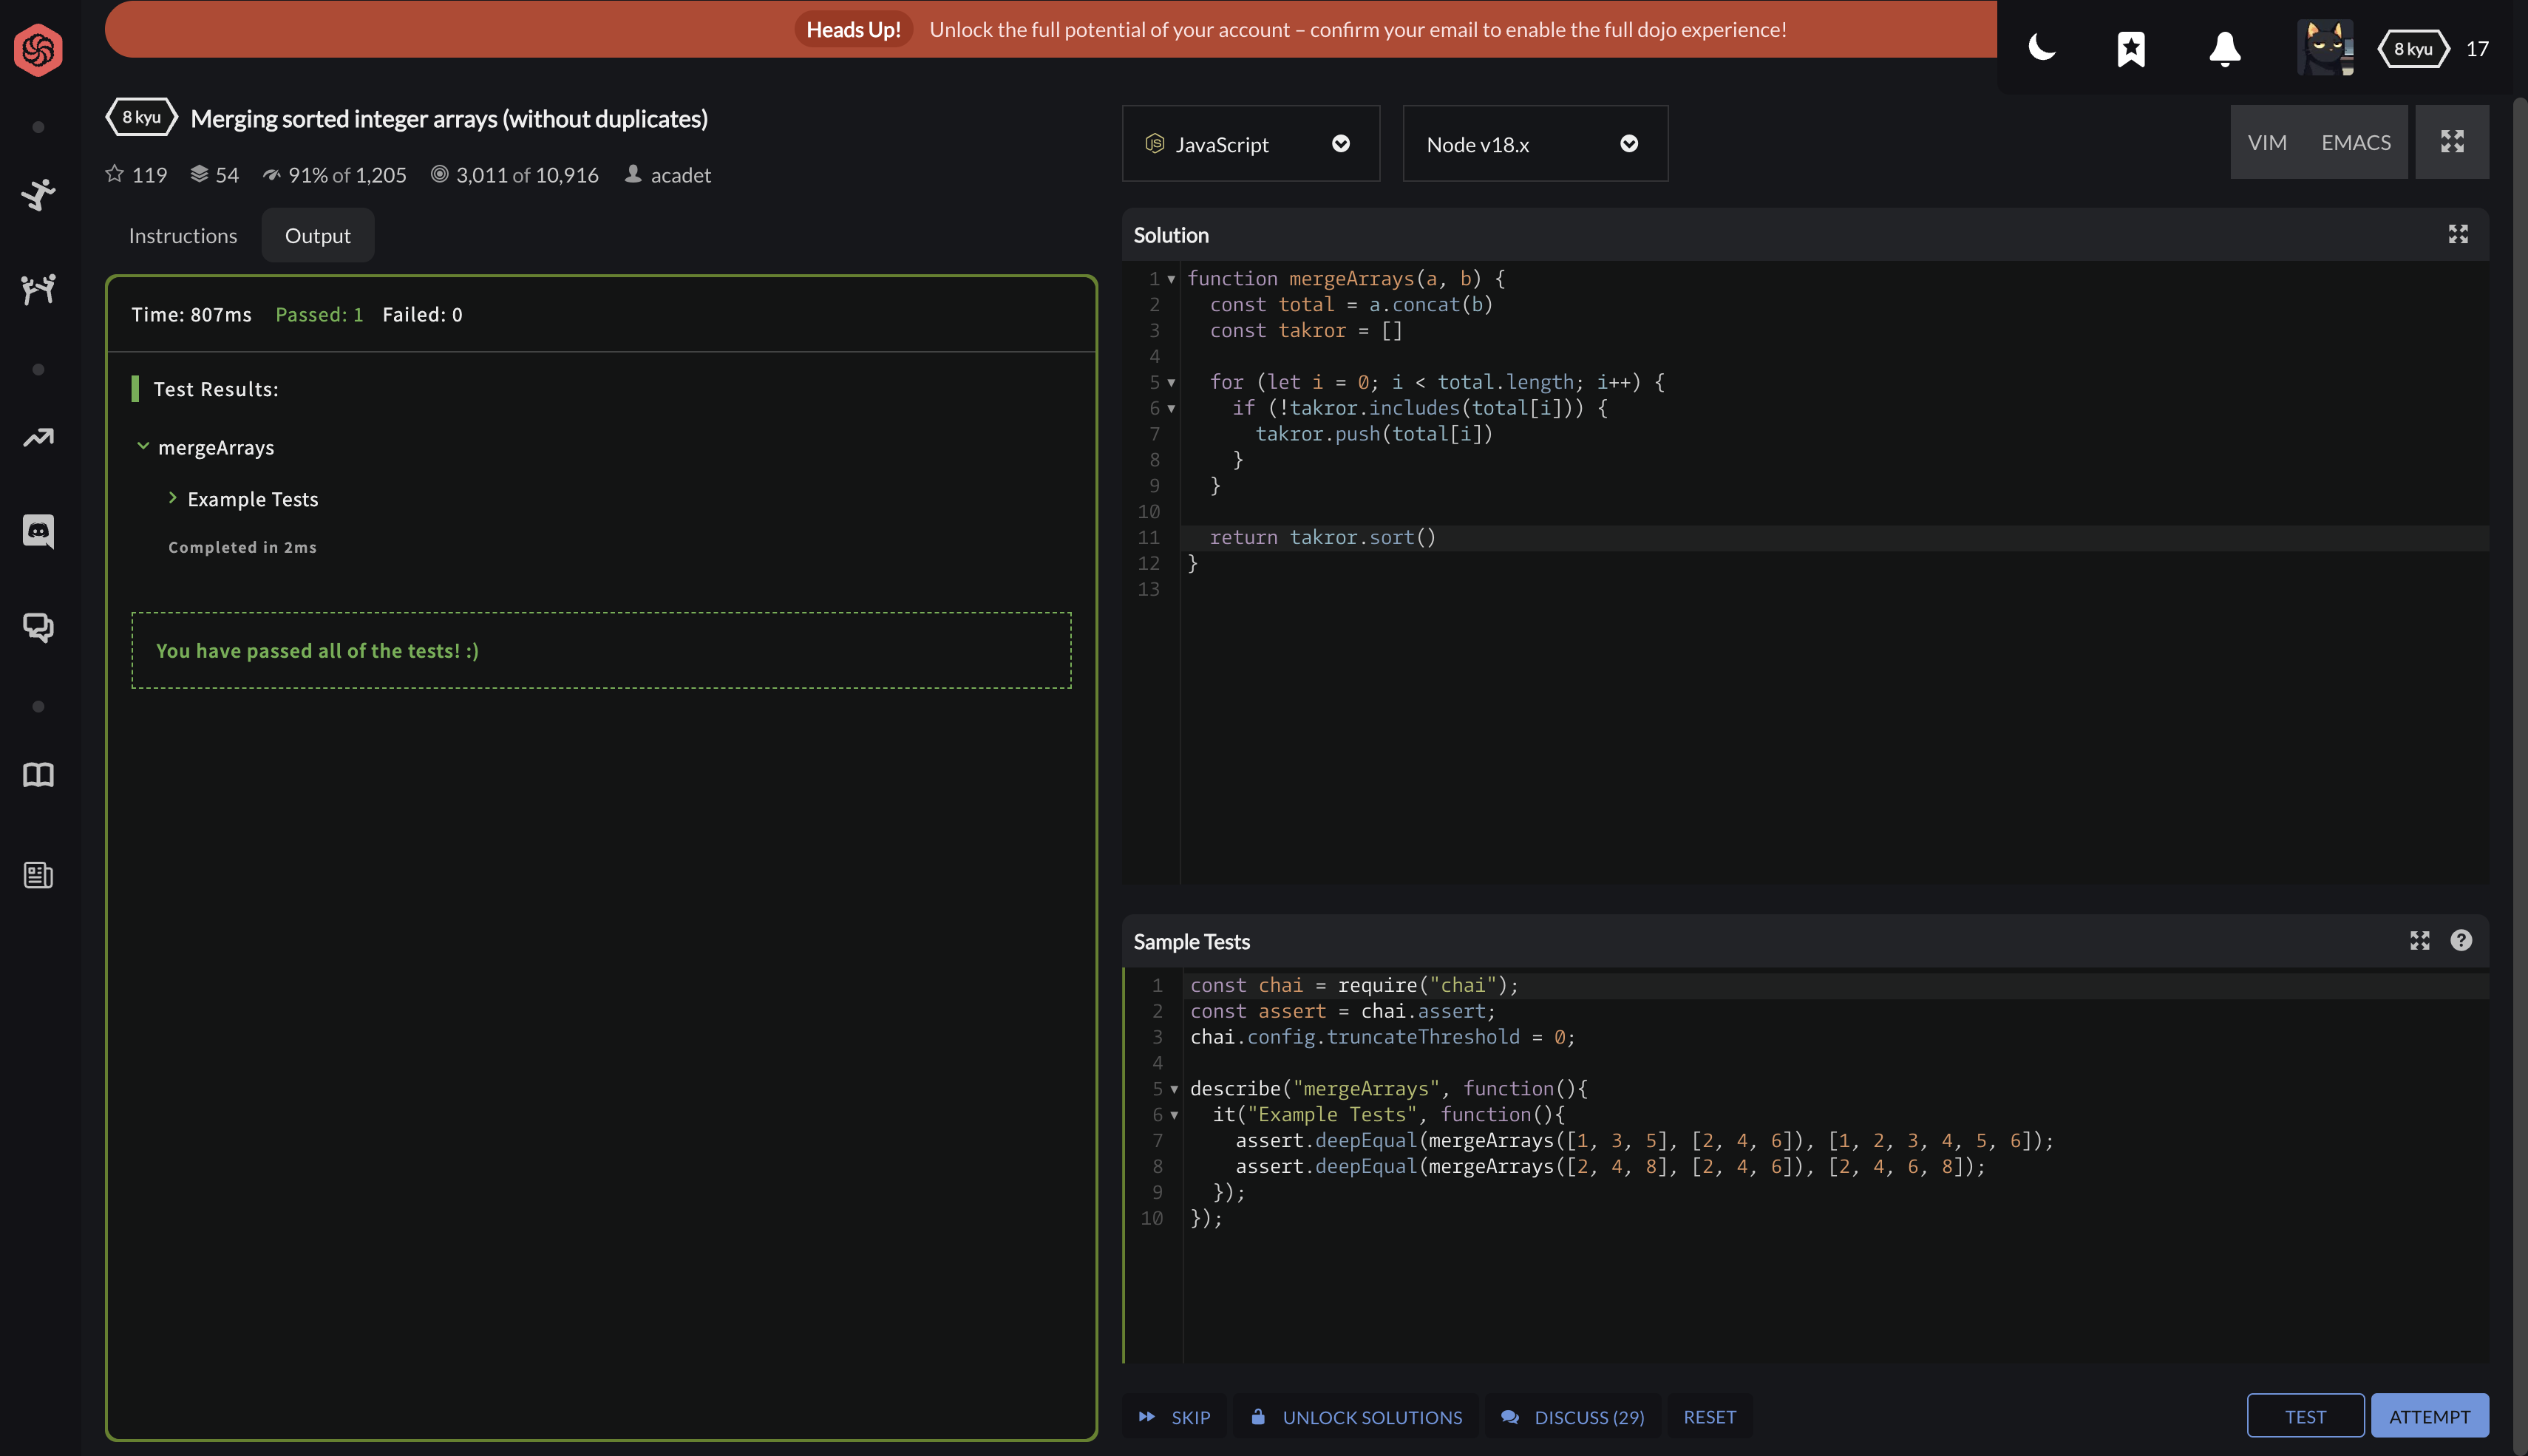 Heads Up! Unlock the full potential of your account – confirm your email to enable the full dojo experience!
8 kyu 17
8 kyu Merging sorted integer arrays (without duplicates)
119 54 91% of 1,205 3,011 of 10,916 acadet
Instructions Output
Time: 807ms Passed: 1 Failed: 0
Test Results:
mergeArrays
Example Tests
Completed in 2ms
You have passed all of the tests! :)
JS JavaScript Node v18.x VIM EMACS
Solution
1 function mergeArrays(a, b) {
2 const total = a.concat(b)
3 const takror = []
4
5 for (let i = 0; i < total.length; i++) {
6 if (!takror.includes(total[i])) {
7 takror.push(total[i])
8 }
9 }
10
11 return takror.sort()
12 }
13
Sample Tests
1 const chai = require("chai");
2 const assert = chai.assert;
3 chai.config.truncateThreshold = 0;
4
5 describe("mergeArrays", function(){
6 it("Example Tests", function(){
7 assert.deepEqual(mergeArrays([1, 3, 5], [2, 4, 6]), [1, 2, 3, 4, 5, 6]);
8 assert.deepEqual(mergeArrays([2, 4, 8], [2, 4, 6]), [2, 4, 6, 8]);
9 });
10 });
SKIP UNLOCK SOLUTIONS DISCUSS (29) RESET TEST ATTEMPT